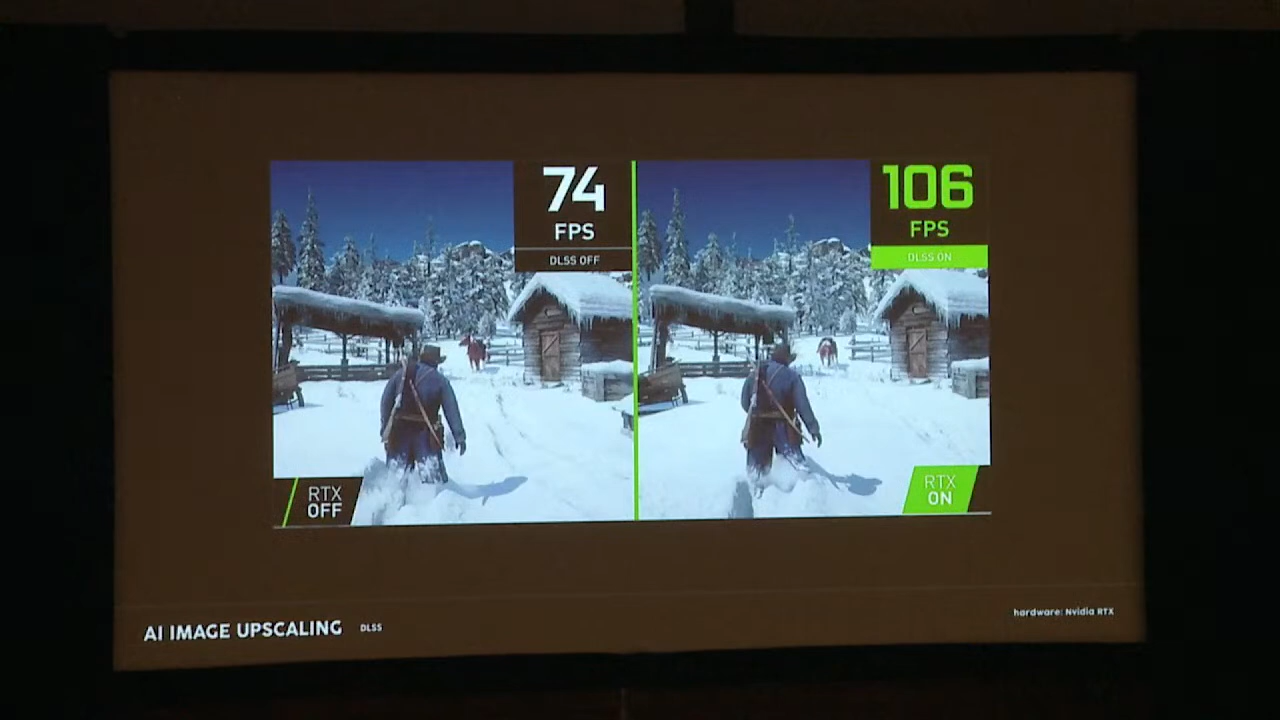 74
FPS
DLSS OFF
106
FPS
DLSS ON
RTX
OFF
RTX
ON
AI IMAGE UPSCALING DLSS
hardware: Nvidia RTX